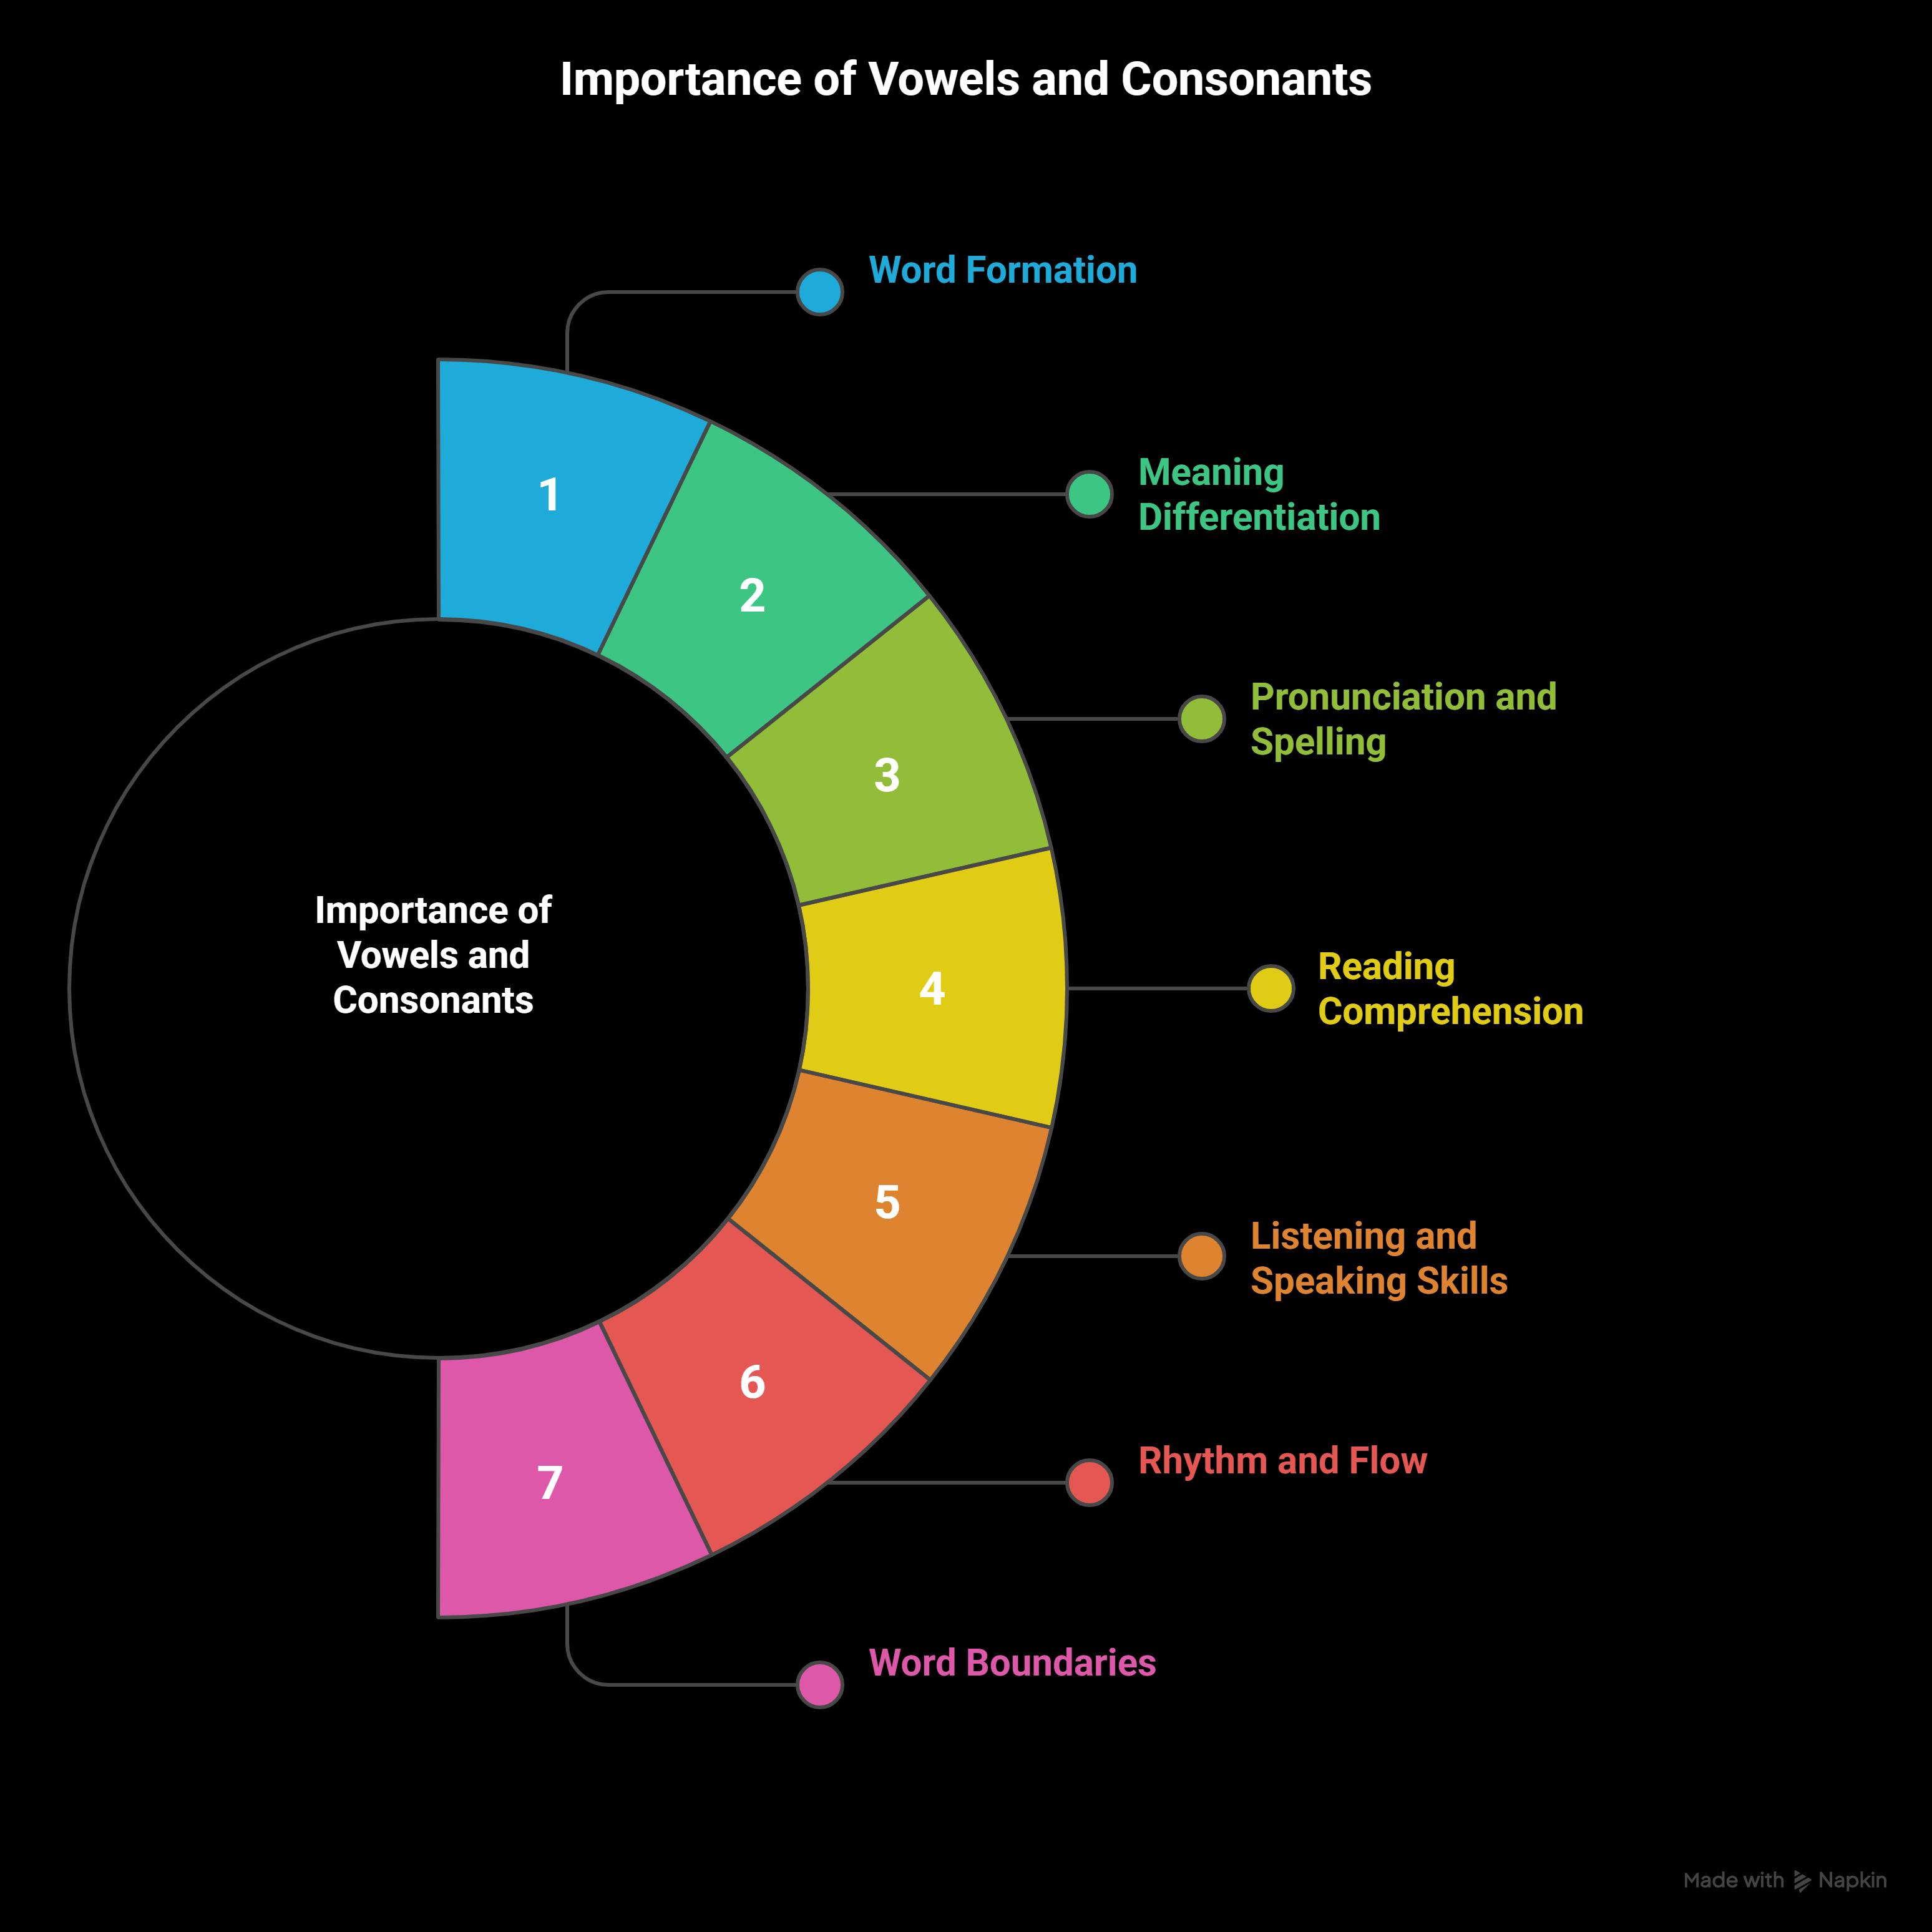 Importance of Vowels and Consonants
Word Formation
1
Meaning
Differentiation
2
Pronunciation and
Spelling
3
Importance of
Vowels and
Consonants
4
Reading
Comprehension
5
Listening and
Speaking Skills
6
Rhythm and Flow
7
Word Boundaries
Made with Napkin